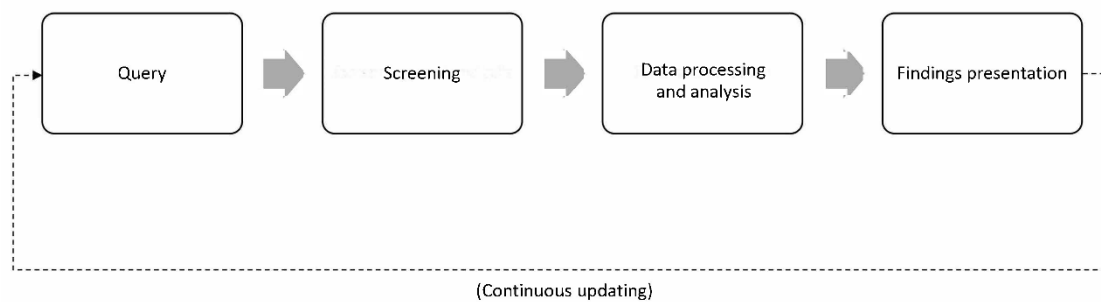 Query
Screening
Data processing
and analysis
Findings presentation
(Continuous updating)